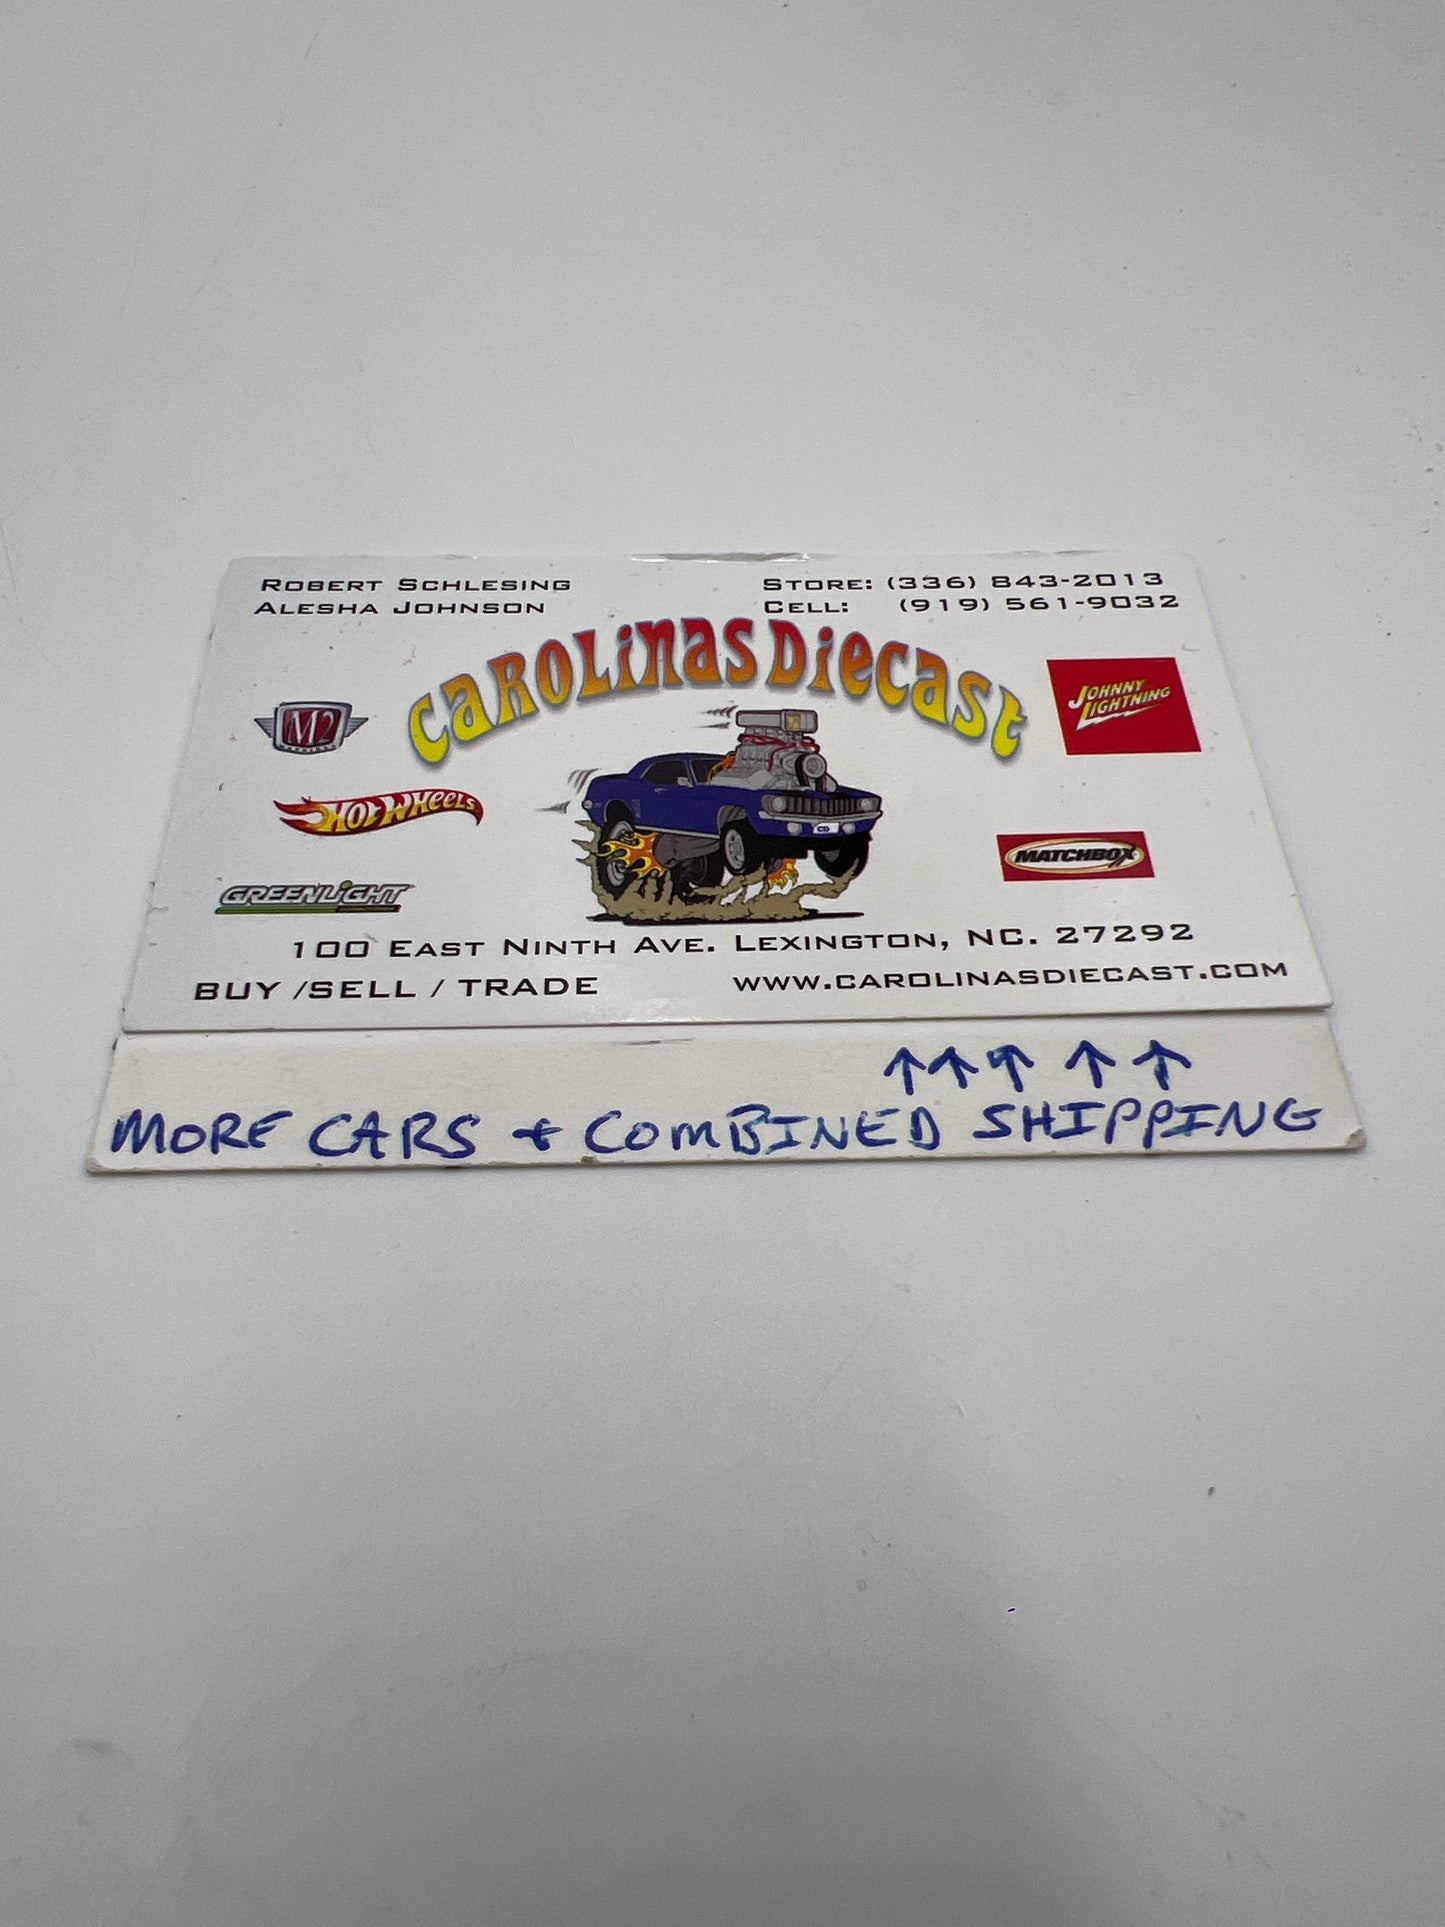 ROBERT SCHLESING
ALESHA JOHNSON
STORE: (336) 843-2013
CELL: (919) 561-9032
CAROLINAS DIECAST
M2
MACHINES
JOHNNY
LIGHTNING
HOT WHEELS
MATCHBOX
GREENLIGHT
100 EAST NINTH AVE. LEXINGTON, NC. 27292
BUY /SELL / TRADE
WWW.CAROLINASDIECAST.COM
↑↑↑ ↑ ↑
MORE CARS + COMBINED SHIPPING